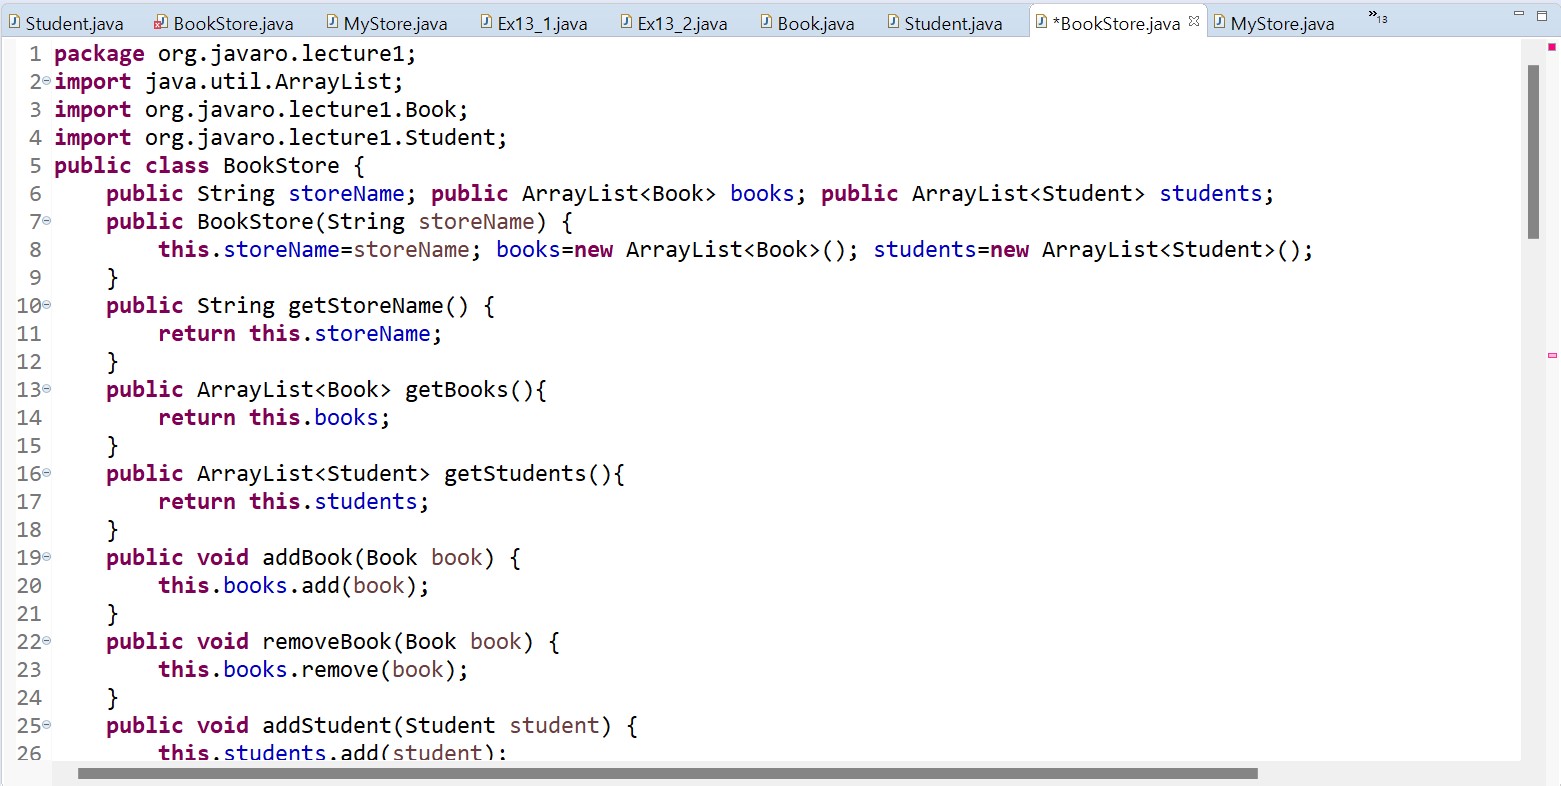 Student.java BookStore.java MyStore.java Ex13_1.java Ex13_2.java Book.java Student.java *BookStore.java MyStore.java »13
1 package org.javaro.lecture1;
2 import java.util.ArrayList;
3 import org.javaro.lecture1.Book;
4 import org.javaro.lecture1.Student;
5 public class BookStore {
6     public String storeName; public ArrayList<Book> books; public ArrayList<Student> students;
7     public BookStore(String storeName) {
8         this.storeName=storeName; books=new ArrayList<Book>(); students=new ArrayList<Student>();
9     }
10     public String getStoreName() {
11         return this.storeName;
12     }
13     public ArrayList<Book> getBooks(){
14         return this.books;
15     }
16     public ArrayList<Student> getStudents(){
17         return this.students;
18     }
19     public void addBook(Book book) {
20         this.books.add(book);
21     }
22     public void removeBook(Book book) {
23         this.books.remove(book);
24     }
25     public void addStudent(Student student) {
26         this.students.add(student);